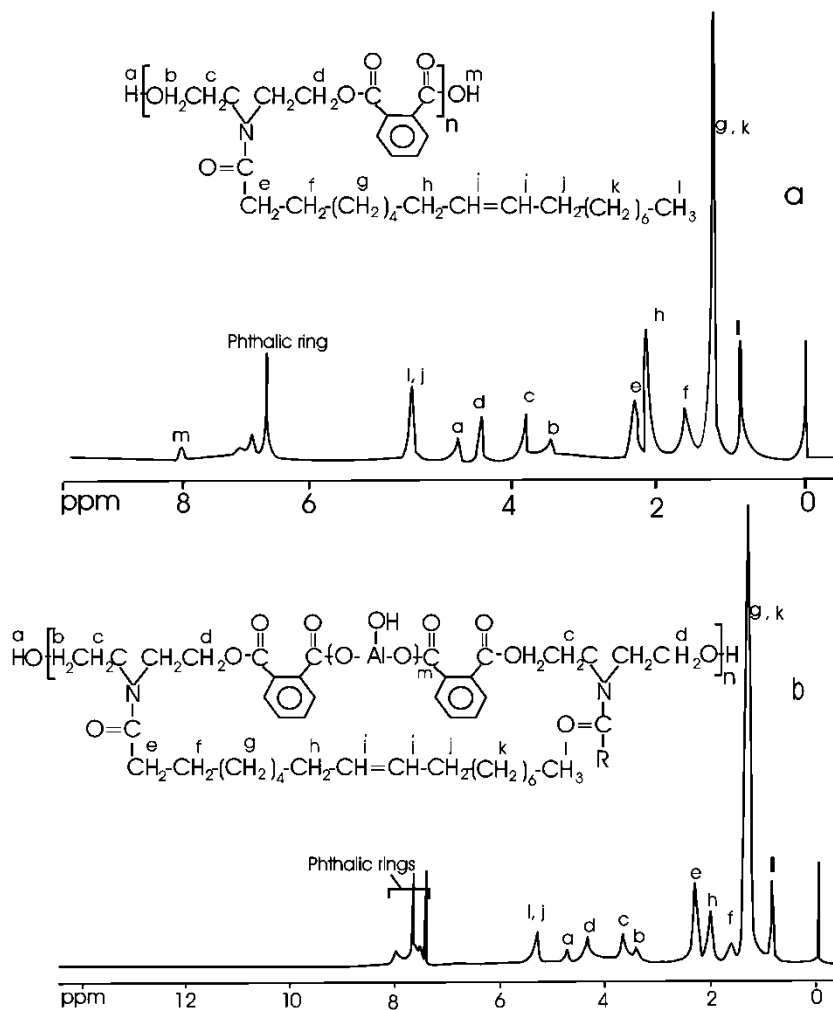 O O
a b c d m
H[OH₂CH₂C CH₂CH₂O-C C]OH
n
N
O=C
e f g h i i j k l
CH₂-CH₂-(CH₂)₄-CH₂-CH=CH-CH₂-(CH₂)₆-CH₃
a
g, k
h
l
Phthalic ring
l, j
e
c
f
d
a
b
m
ppm 8 6 4 2 0
OH
O O O O
a b c d c d
HO[H₂CH₂C CH₂CH₂O-C C(O-Al-O)C C-OH₂CH₂C CH₂CH₂O]H
m n
N N
O=C O=C
R
e f g h i i j k l
CH₂-CH₂-(CH₂)₄-CH₂-CH=CH-CH₂-(CH₂)₆-CH₃
b
g, k
Phthalic rings
l
e
l, j
h
c
d
f
a
b
ppm 12 10 8 6 4 2 0